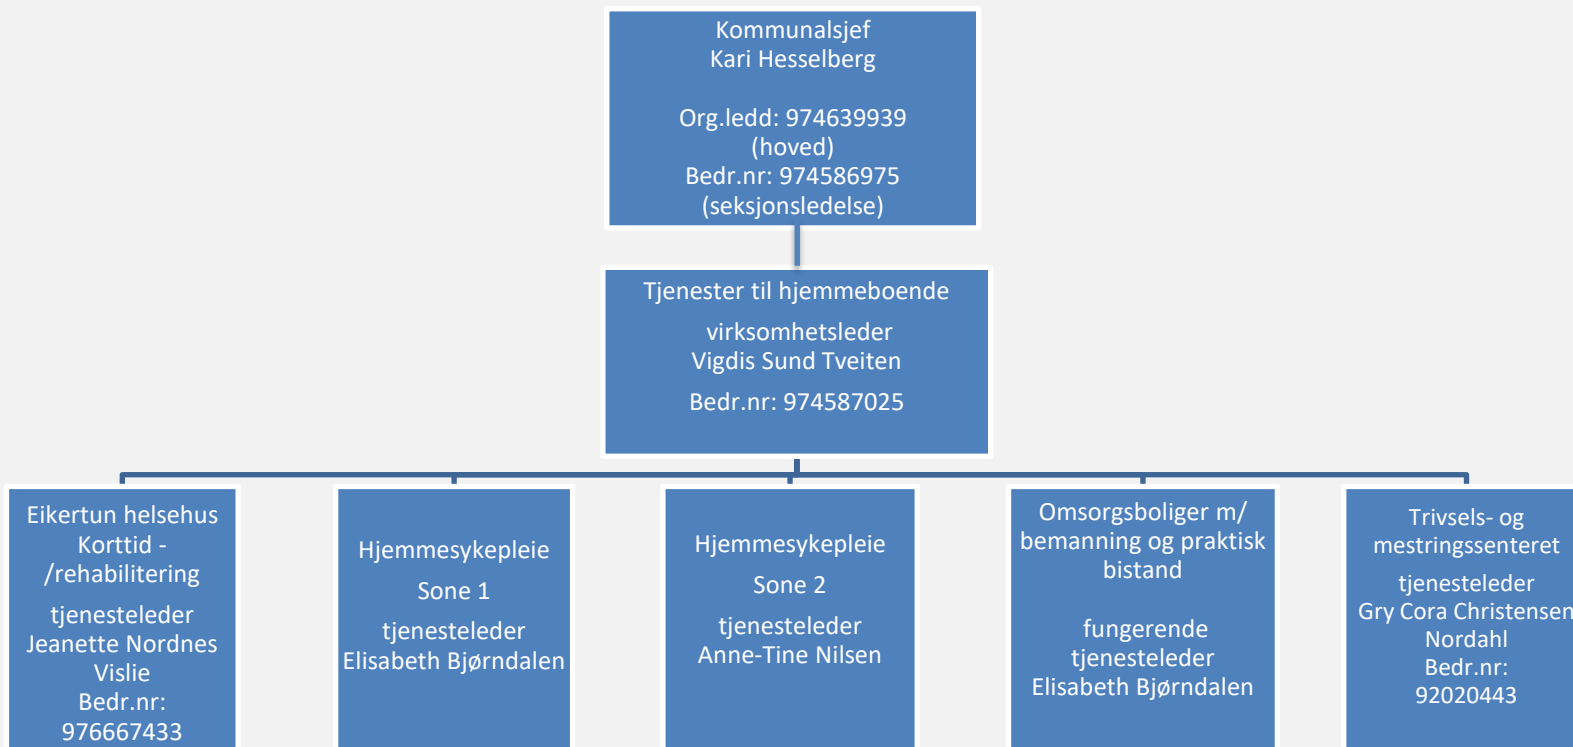 Kommunalsjef
Kari Hesselberg
Org.ledd: 974639939
(hoved)
Bedr.nr: 974586975
(seksjonsledelse)
Tjenester til hjemmeboende
virksomhetsleder
Vigdis Sund Tveiten
Bedr.nr: 974587025
Eikertun helsehus
Korttid -
/rehabilitering
tjenesteleder
Jeanette Nordnes
Vislie
Bedr.nr:
976667433
Hjemmesykepleie
Sone 1
tjenesteleder
Elisabeth Bjørndalen
Hjemmesykepleie
Sone 2
tjenesteleder
Anne-Tine Nilsen
Omsorgsboliger m/
bemanning og praktisk
bistand
fungerende
tjenesteleder
Elisabeth Bjørndalen
Trivsels- og
mestringssenteret
tjenesteleder
Gry Cora Christensen
Nordahl
Bedr.nr:
92020443